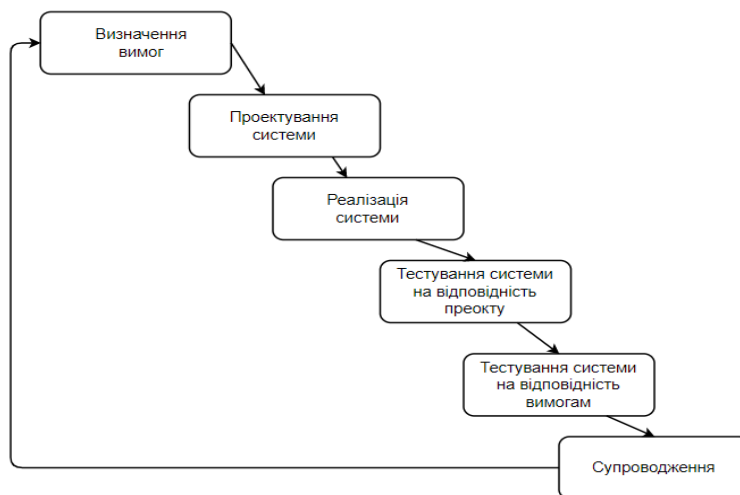 Визначення
вимог
Проектування
системи
Реалізація
системи
Тестування системи
на відповідність
преокту
Тестування системи
на відповідність
вимогам
Супроводження